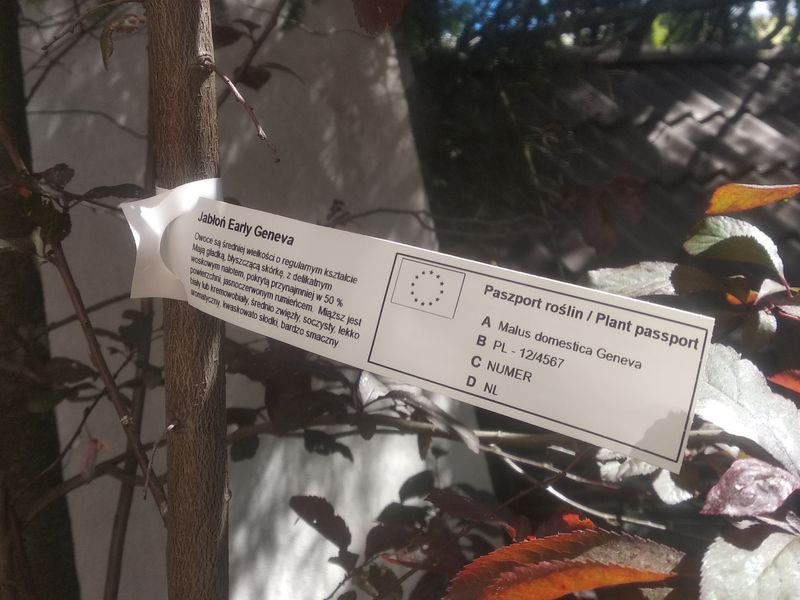 Jabłoń Early Geneva
Owoce są średniej wielkości o regularnym kształcie
Mają gładką, błyszczącą skórkę, z delikatnym
woskowym nalotem, pokrytą przynajmniej w 50 %
powierzchni, jasnoczerwonym rumieńcem. Miąższ jest
biały lub kremowobiały, średnio zwięzły, soczysty, lekko
aromatyczny, kwaskowato słodki, bardzo smaczny.
Paszport roślin / Plant passport
A Malus domestica Geneva
B PL - 12/4567
C NUMER
D NL